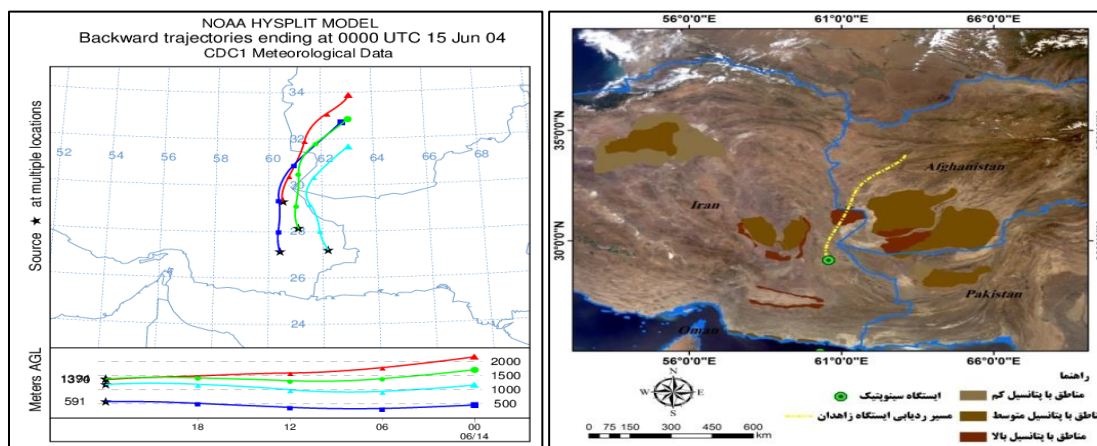 NOAA HYSPLIT MODEL
Backward trajectories ending at 0000 UTC 15 Jun 04
CDC1 Meteorological Data
Source ★ at multiple locations
34
32
52
54
56
58
60
62
64
66
68
30
28
26
24
Meters AGL
591
2000
1500
1000
500
18
12
06
00
06/14
56°0'0"E
61°0'0"E
66°0'0"E
35°0'0"N
30°0'0"N
Afghanistan
Iran
Pakistan
Oman
56°0'0"E
61°0'0"E
66°0'0"E
N
W
E
S
0 75 150 300 450 600
km
راهنما
ایستگاه سینوپتیک
مسیر ردیابی ایستگاه زاهدان
مناطق با پتانسیل کم
مناطق با پتانسیل متوسط
مناطق با پتانسیل بالا